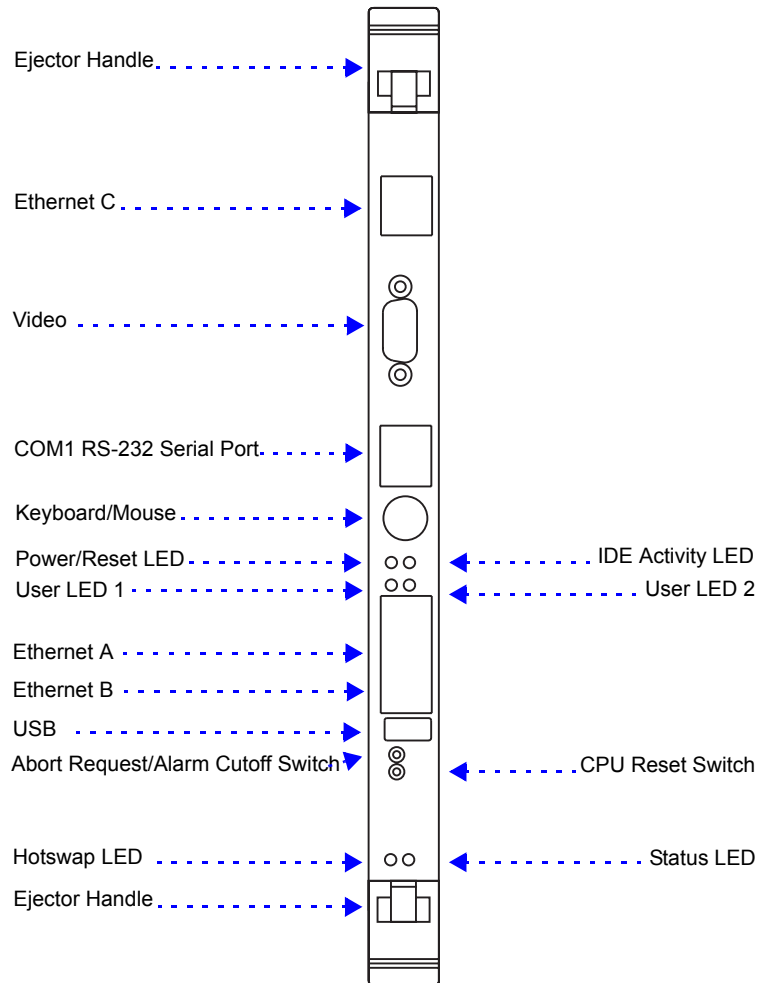 Ejector Handle
Ethernet C
Video
COM1 RS-232 Serial Port
Keyboard/Mouse
Power/Reset LED
IDE Activity LED
User LED 1
User LED 2
Ethernet A
Ethernet B
USB
Abort Request/Alarm Cutoff Switch
CPU Reset Switch
Hotswap LED
Status LED
Ejector Handle